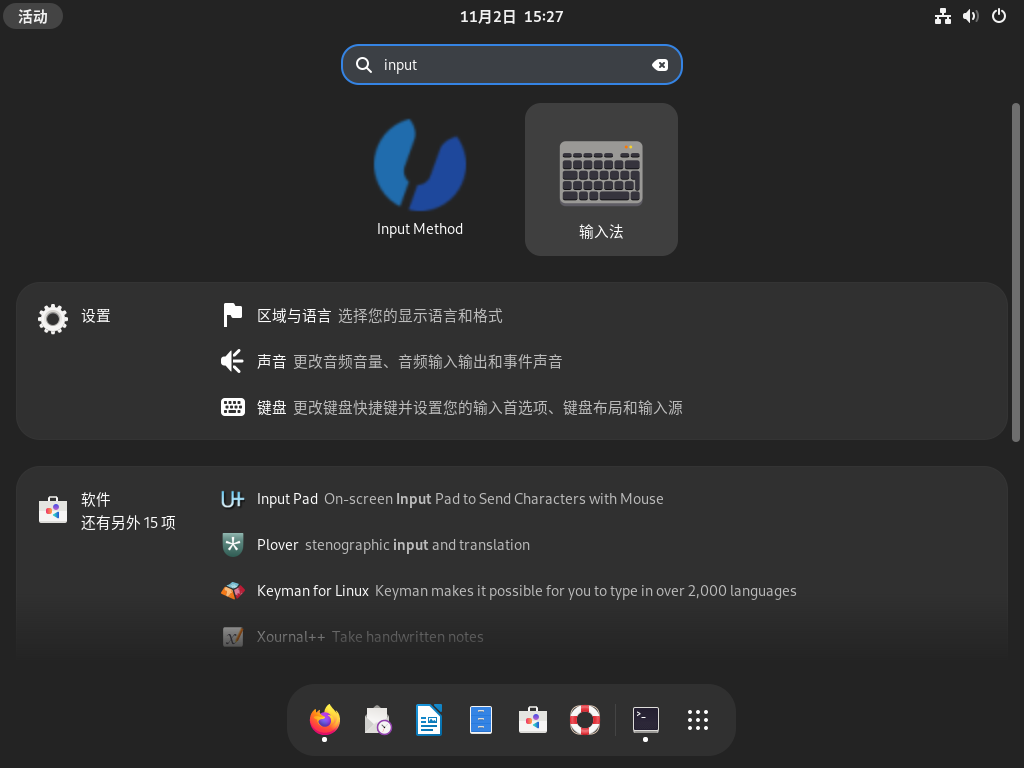 活动
11月2日 15:27
input
Input Method
输入法
设置
区域与语言 选择您的显示语言和格式
声音 更改音频音量、音频输入输出和事件声音
键盘 更改键盘快捷键并设置您的输入首选项、键盘布局和输入源
软件
还有另外 15 项
Input Pad On-screen Input Pad to Send Characters with Mouse
Plover stenographic input and translation
Keyman for Linux Keyman makes it possible for you to type in over 2,000 languages
Xournal++ Take handwritten notes